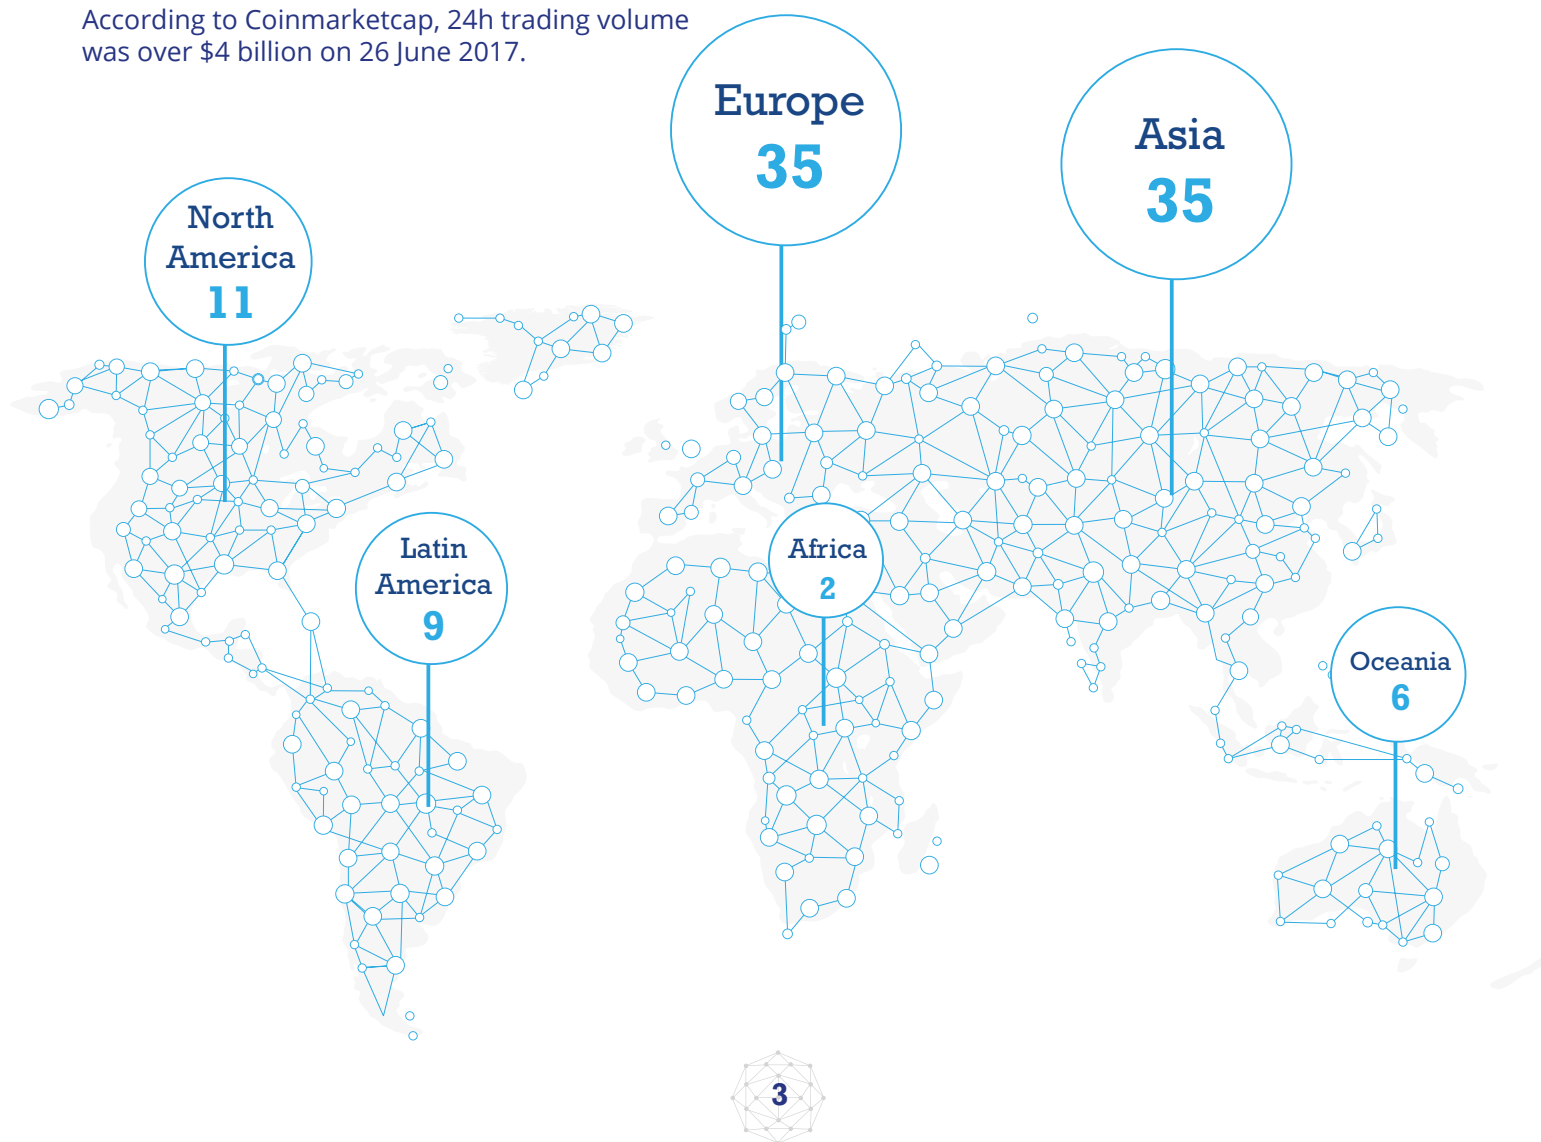 According to Coinmarketcap, 24h trading volume
was over $4 billion on 26 June 2017.
Europe
35
Asia
35
North
America
11
Latin
America
9
Africa
2
Oceania
6
3